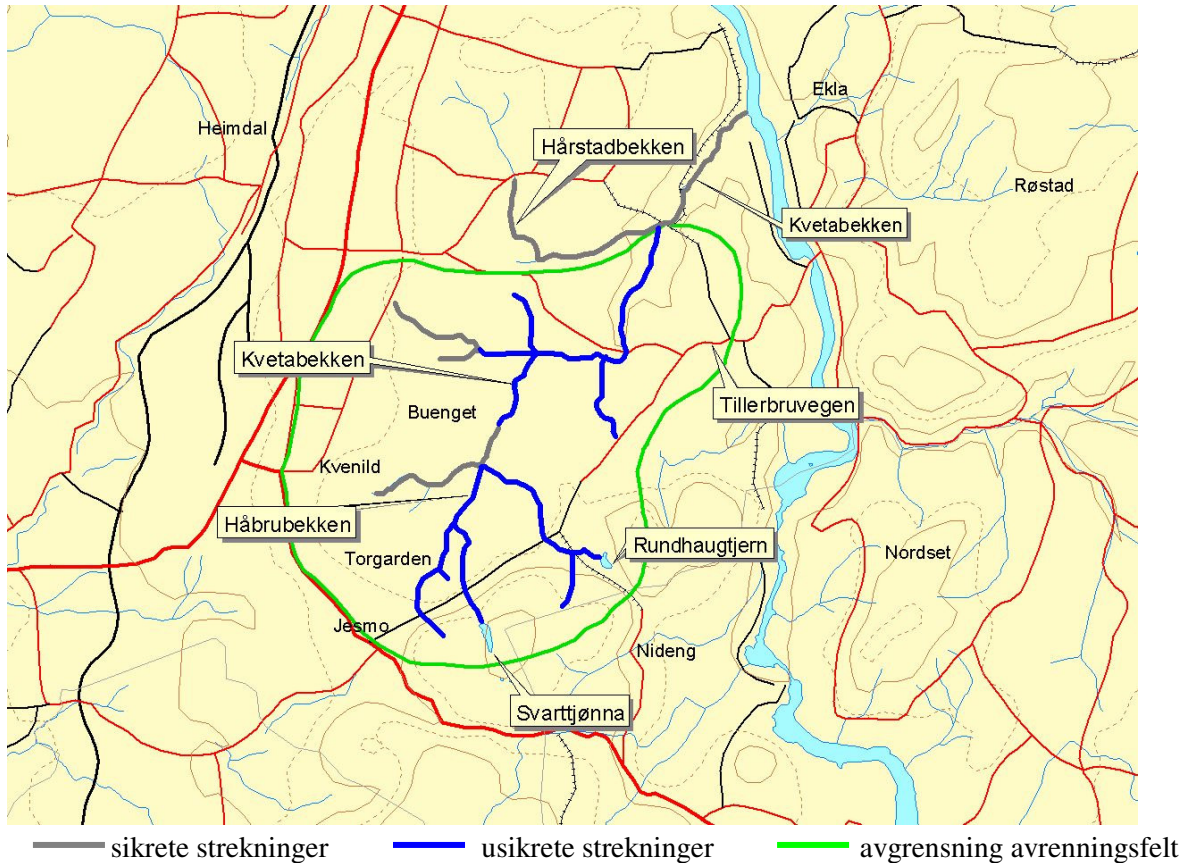 Ekla
Heimdal
Hårstadbekken
Røstad
Kvetabekken
Kvetabekken
Tillerbruvegen
Buenget
Kvenild
Håbrubekken
Rundhaugtjern
Torgarden
Nordset
Jesmo
Nideng
Svarttjønna
sikrete strekninger usikrete strekninger avgrensning avrenningsfelt